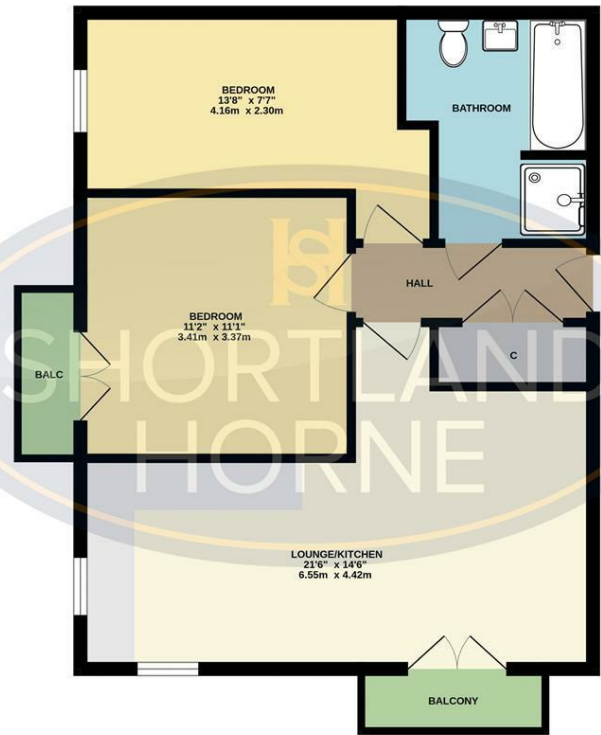 BEDROOM
13'8" x 7'7"
4.16m x 2.30m
BATHROOM
HALL
BEDROOM
11'2" x 11'1"
3.41m x 3.37m
BALC
C
SHORTLAND
HORNE
LOUNGE/KITCHEN
21'6" x 14'6"
6.55m x 4.42m
BALCONY